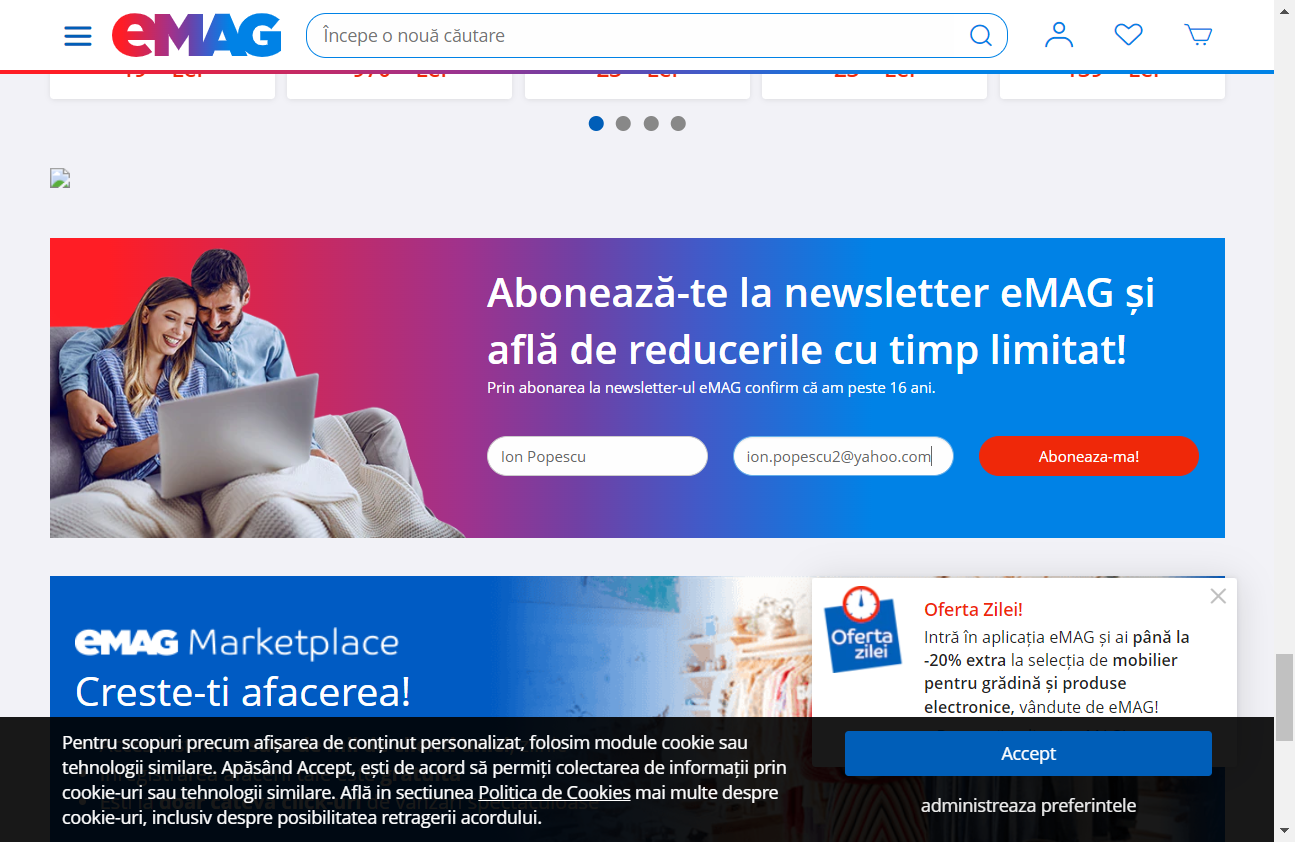 eMAG
Începe o nouă căutare
Abonează-te la newsletter eMAG și
află de reducerile cu timp limitat!
Prin abonarea la newsletter-ul eMAG confirm că am peste 16 ani.
Ion Popescu
ion.popescu2@yahoo.com
Aboneaza-ma!
eMAG Marketplace
Creste-ti afacerea!
Oferta zilei
Oferta Zilei!
Intră în aplicația eMAG și ai până la
-20% extra la selecția de mobilier
pentru grădină și produse
electronice, vândute de eMAG!
Pentru scopuri precum afișarea de conținut personalizat, folosim module cookie sau
tehnologii similare. Apăsând Accept, ești de acord să permiți colectarea de informații prin
cookie-uri sau tehnologii similare. Află in sectiunea Politica de Cookies mai multe despre
cookie-uri, inclusiv despre posibilitatea retragerii acordului.
Accept
administreaza preferintele